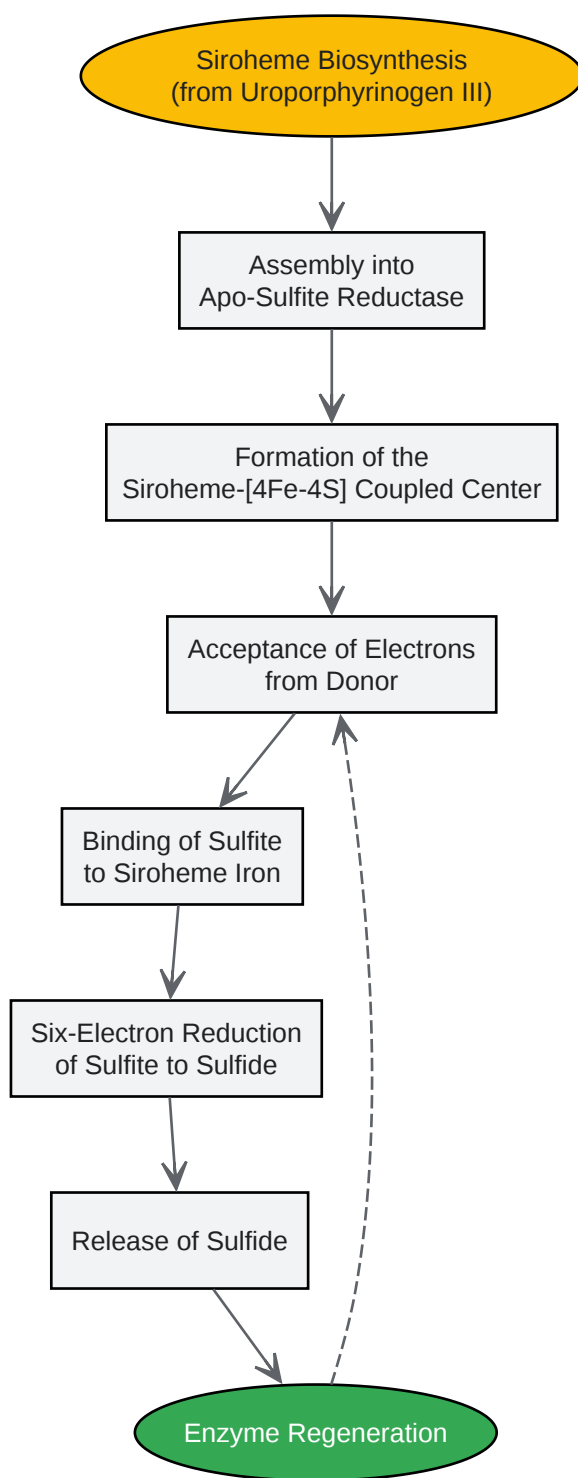 Siroheme Biosynthesis
(from Uroporphyrinogen III)
Assembly into
Apo-Sulfite Reductase
Formation of the
Siroheme-[4Fe-4S] Coupled Center
Acceptance of Electrons
from Donor
Binding of Sulfite
to Siroheme Iron
Six-Electron Reduction
of Sulfite to Sulfide
Release of Sulfide
Enzyme Regeneration